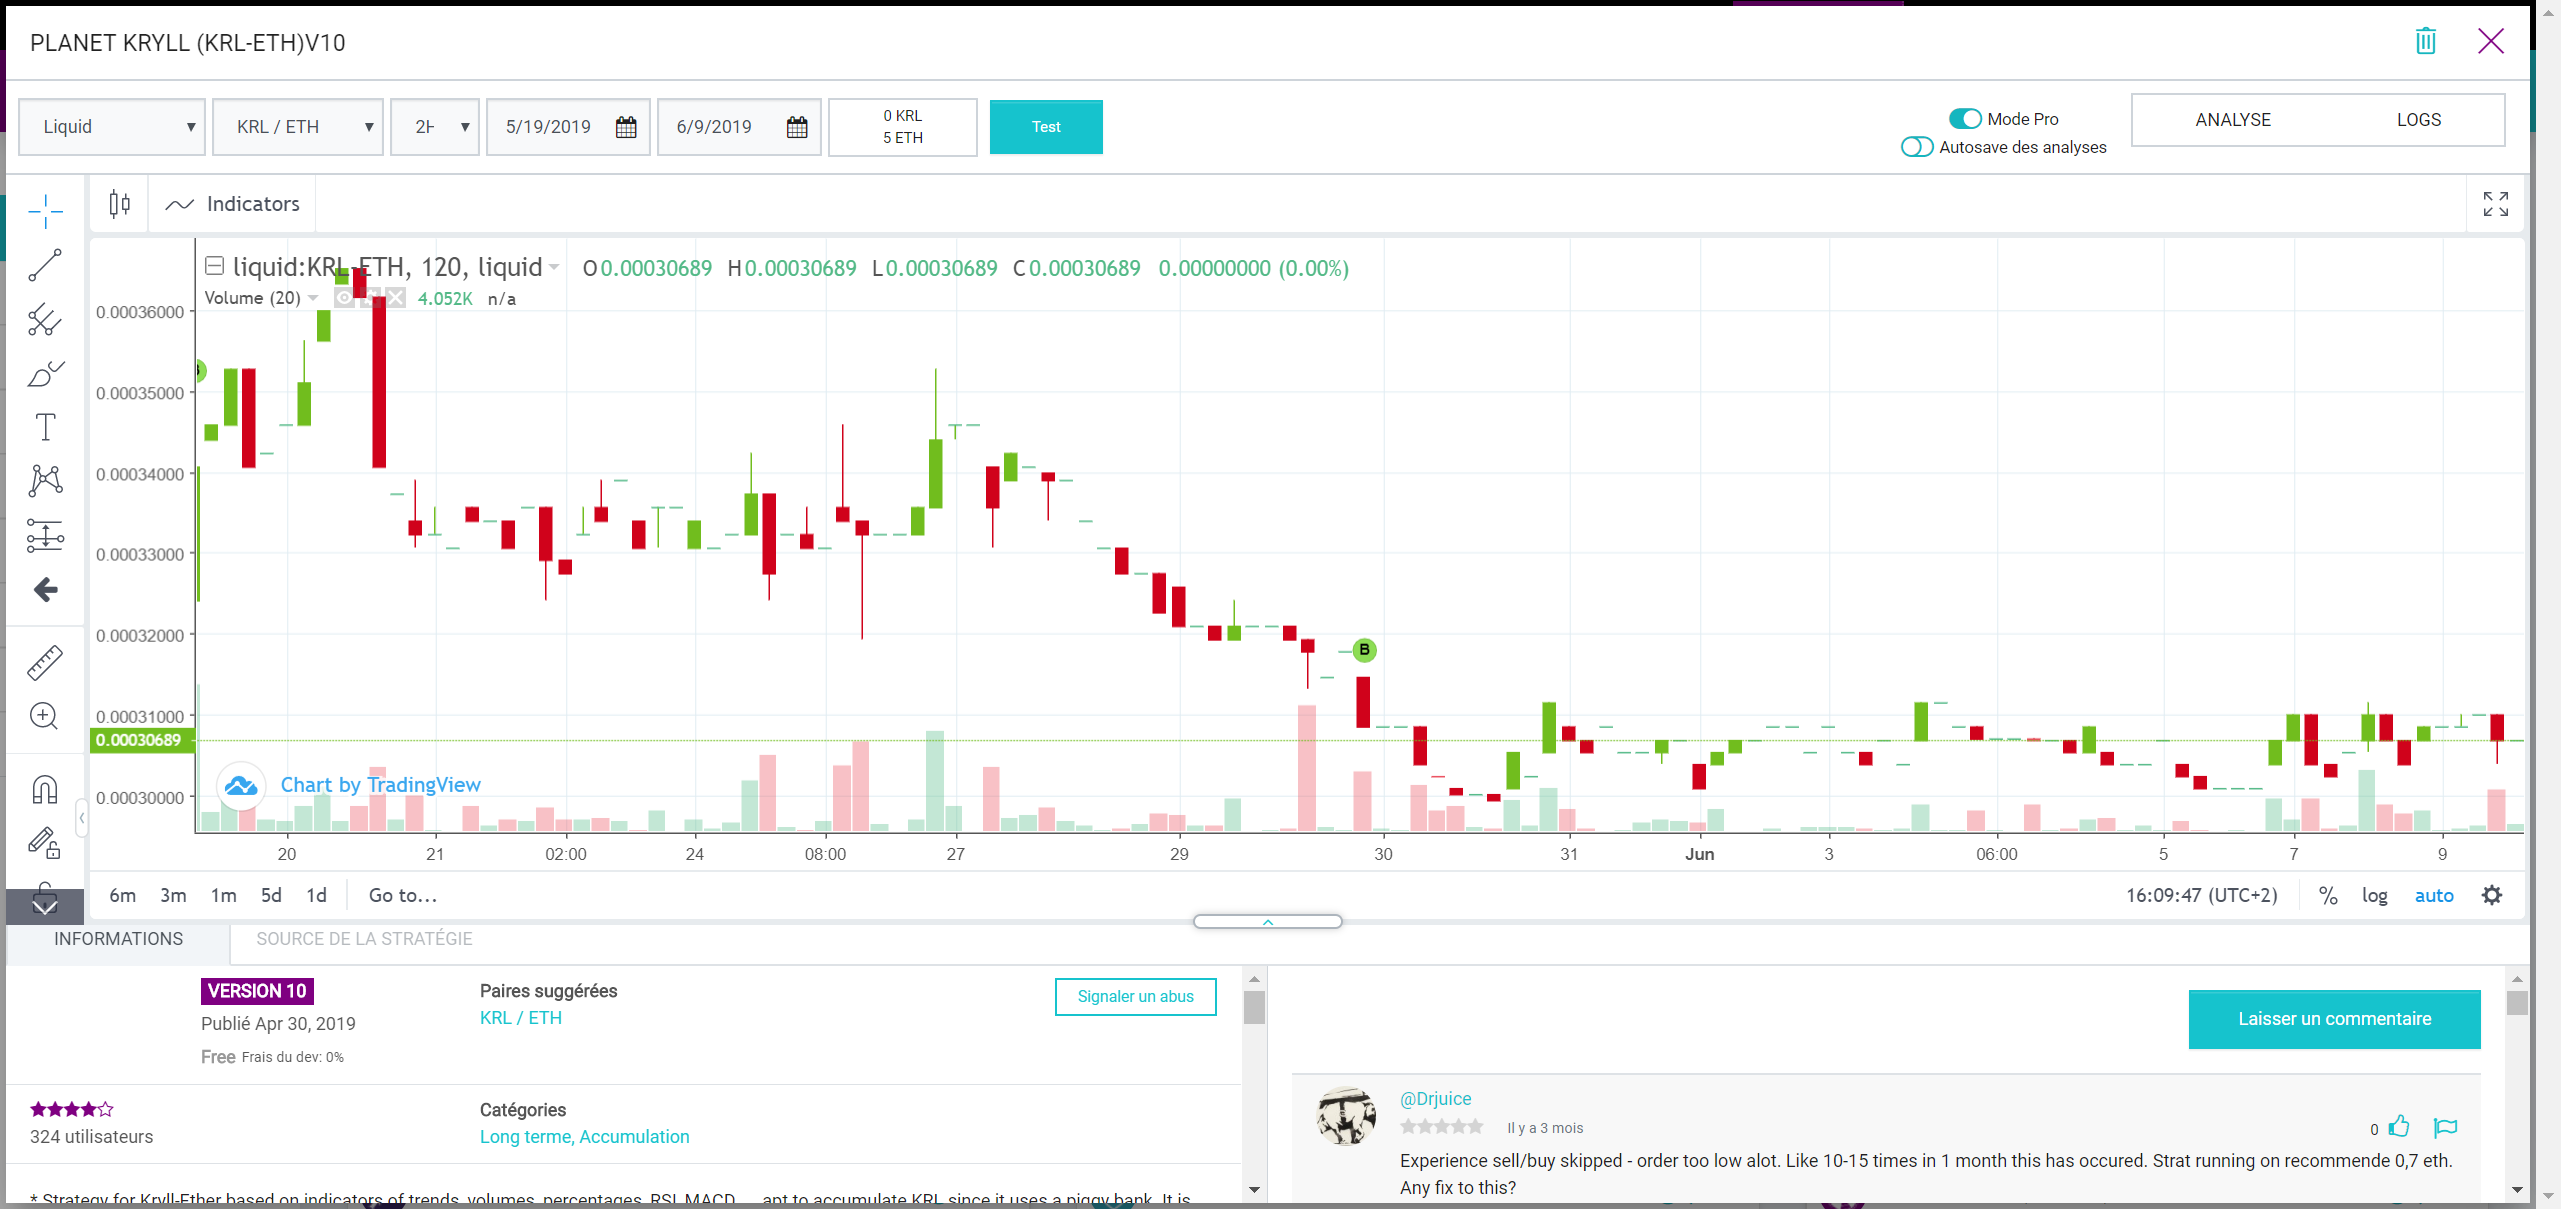 PLANET KRYLL (KRL-ETH)V10
Liquid
KRL / ETH
2H
5/19/2019
6/9/2019
0 KRL
5 ETH
Test
Mode Pro
Autosave des analyses
ANALYSE
LOGS
Indicators
liquid:KRL-ETH, 120, liquid
O0.00030689 H0.00030689 L0.00030689 C0.00030689 0.00000000 (0.00%)
Volume (20) 4.052K n/a
0.00036000
0.00035000
0.00034000
0.00033000
0.00032000
0.00031000
0.00030689
0.00030000
B
Chart by TradingView
20 21 02:00 24 08:00 27 29 30 31 Jun 3 06:00 5 7 9
6m 3m 1m 5d 1d Go to...
16:09:47 (UTC+2) % log auto
INFORMATIONS
SOURCE DE LA STRATÉGIE
VERSION 10
Publié Apr 30, 2019
Free Frais du dev: 0%
Paires suggérées
KRL / ETH
Signaler un abus
324 utilisateurs
Catégories
Long terme, Accumulation
* Strategy for Kryll-Ether based on indicators of trends, volumes, percentages, RSI, MACD ... apt to accumulate KRL since it uses a piggy bank. It is
Laisser un commentaire
@Drjuice
Il y a 3 mois
0
Experience sell/buy skipped - order too low alot. Like 10-15 times in 1 month this has occured. Strat running on recommende 0,7 eth.
Any fix to this?